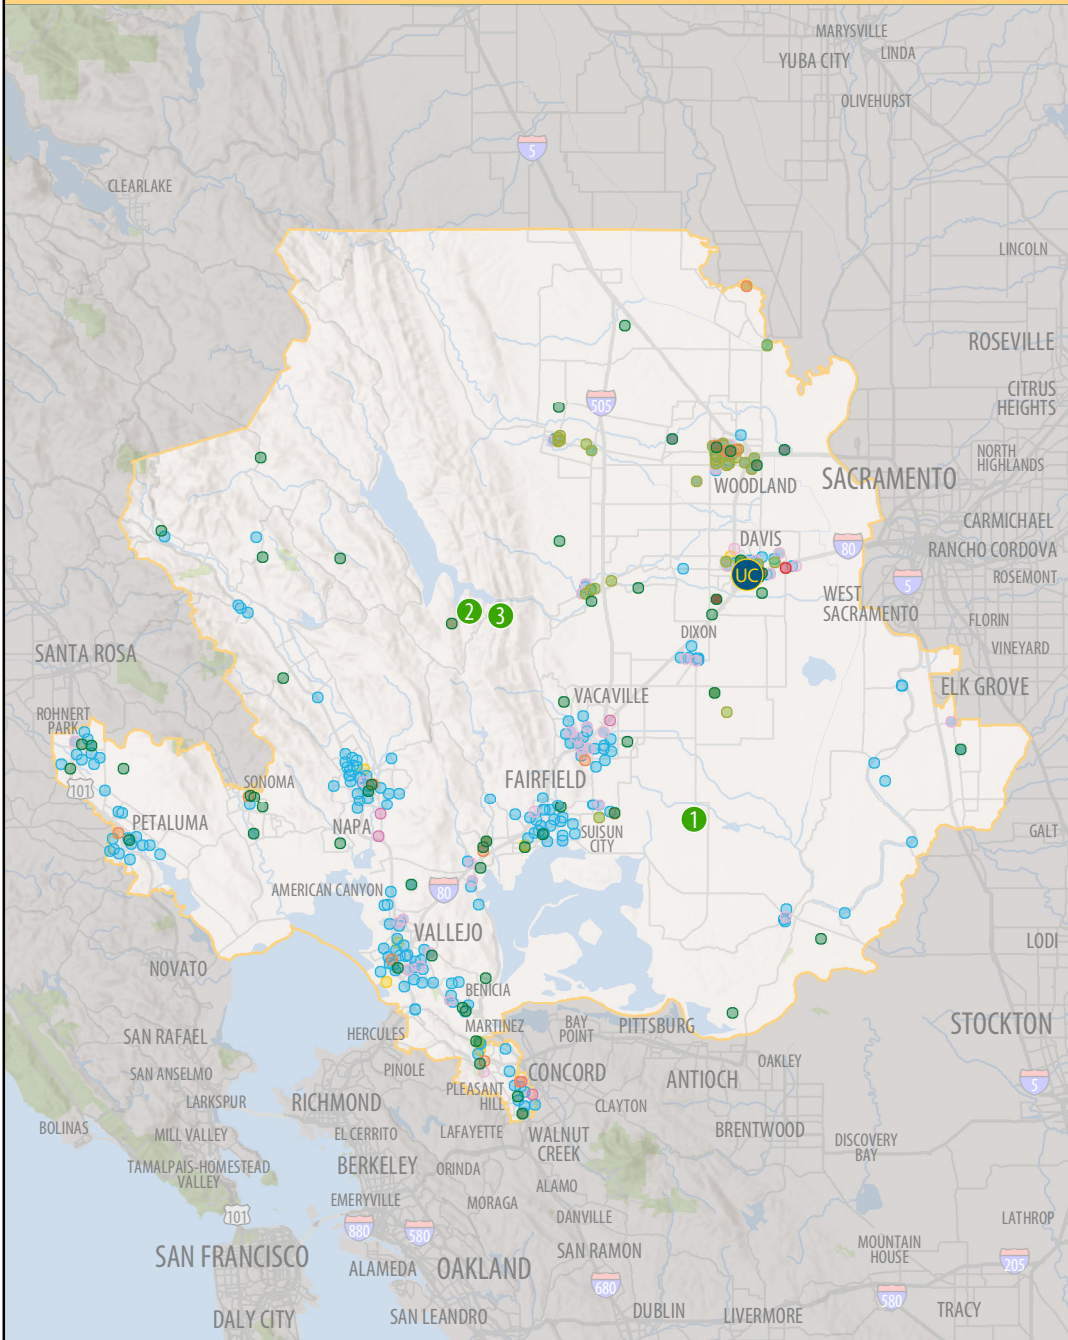 MARYSVILLE
YUBA CITY
LINDA
OLIVEHURST
5
CLEARLAKE
LINCOLN
ROSEVILLE
505
CITRUS
HEIGHTS
NORTH
HIGHLANDS
WOODLAND
SACRAMENTO
CARMICHAEL
DAVIS
80
RANCHO CORDOVA
UC
5
ROSEMONT
WEST
SACRAMENTO
2
3
FLORIN
DIXON
VINEYARD
SANTA ROSA
ELK GROVE
VACAVILLE
ROHNERT
PARK
101
SONOMA
FAIRFIELD
PETALUMA
NAPA
SUISUN
CITY
1
GALT
AMERICAN CANYON
80
VALLEJO
LODI
NOVATO
BENICIA
HERCULES
MARTINEZ
BAY
POINT
PITTSBURG
STOCKTON
SAN RAFAEL
PINOLE
CONCORD
OAKLEY
SAN ANSELMO
ANTIOCH
5
PLEASANT
HILL
LARKSPUR
RICHMOND
CLAYTON
BOLINAS
MILL VALLEY
EL CERRITO
LAFAYETTE
WALNUT
CREEK
BRENTWOOD
DISCOVERY
BAY
TAMALPAIS-HOMESTEAD
VALLEY
BERKELEY
ORINDA
ALAMO
EMERYVILLE
MORAGA
DANVILLE
101
880
580
LATHROP
SAN FRANCISCO
ALAMEDA
OAKLAND
SAN RAMON
MOUNTAIN
HOUSE
205
680
580
DALY CITY
SAN LEANDRO
DUBLIN
LIVERMORE
TRACY